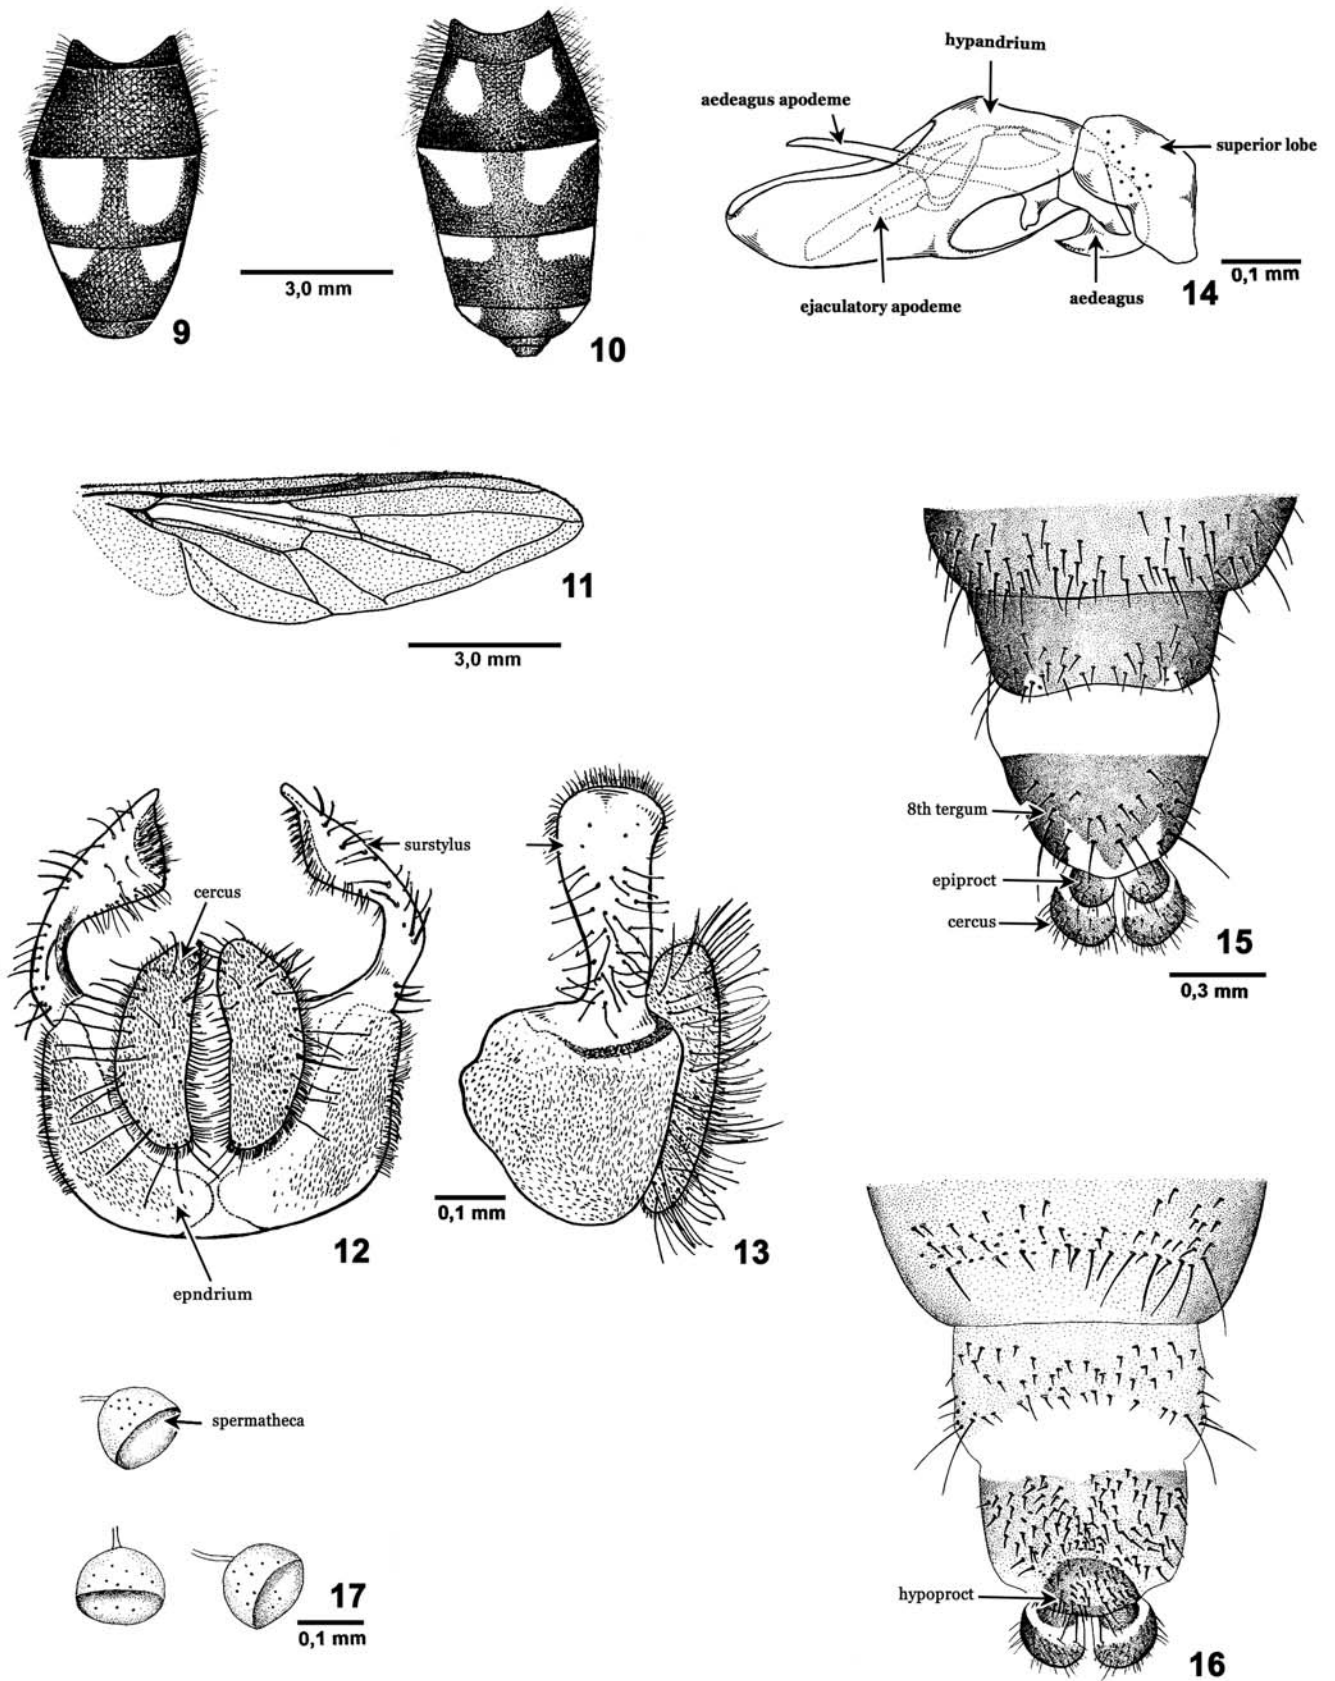 9
3,0 mm
10
hypandrium
aedeagus apodeme
superior lobe
ejaculatory apodeme
aedeagus
14
0,1 mm
11
3,0 mm
8th tergum
epiproct
cercus
15
0,3 mm
surstylus
cercus
12
epndrium
0,1 mm
13
spermatheca
17
0,1 mm
hypoproct
16